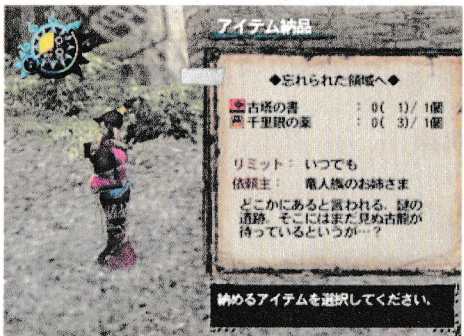 アイテム納品
◆忘れられた領域へ◆
古塔の書 : 0( 1)/ 1個
千里眼の薬 : 0( 3)/ 1個
リミット: いつでも
依頼主: 竜人族のお姉さま
どこかにあると言われる、謎の
遺跡。そこにはまだ見ぬ古龍が
待っているというが…?
納めるアイテムを選択してください。